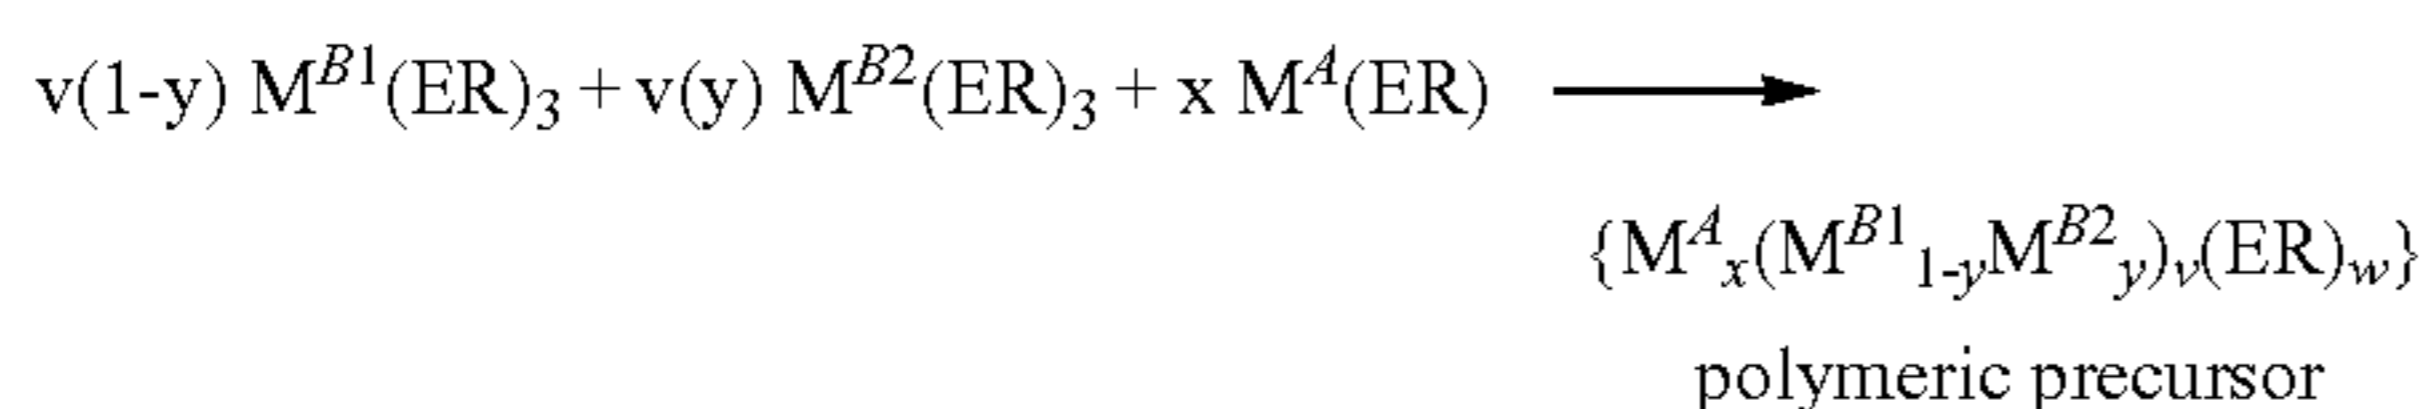 v(1-y) M^{B1}(ER)_3 + v(y) M^{B2}(ER)_3 + x M^A(ER) ⟶
{M^A_x(M^{B1}_{1-y}M^{B2}_y)_v(ER)_w}
polymeric precursor